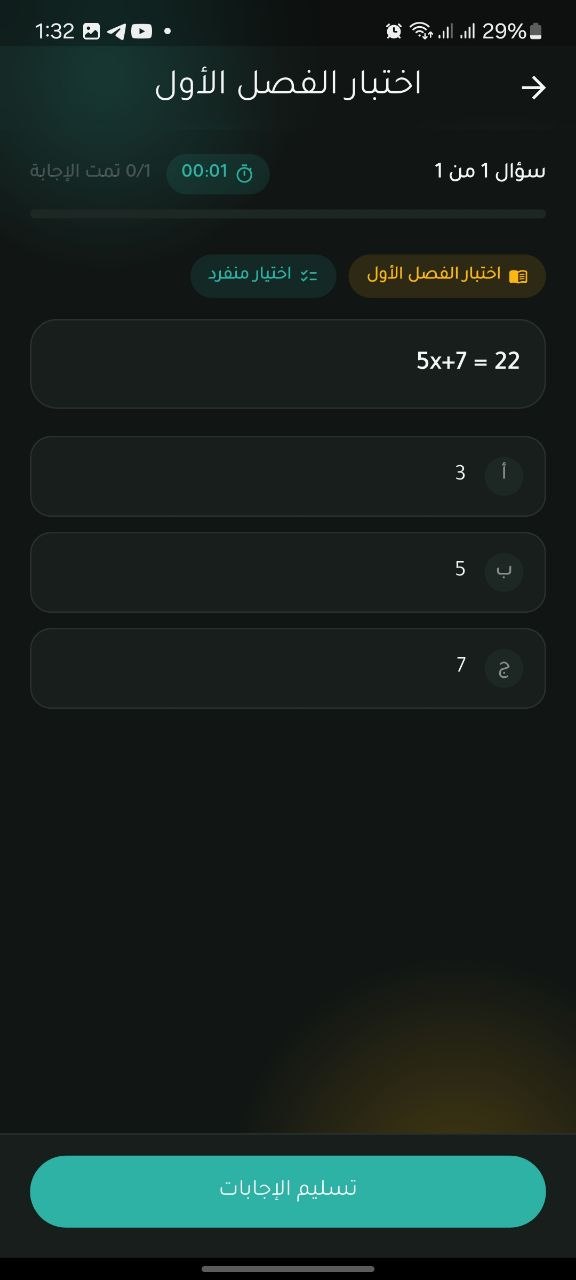 1:32 29%
اختبار الفصل الأول
سؤال 1 من 1 00:01 0/1 تمت الإجابة
اختبار الفصل الأول اختيار منفرد
5x+7 = 22
أ 3
ب 5
ج 7
تسليم الإجابات